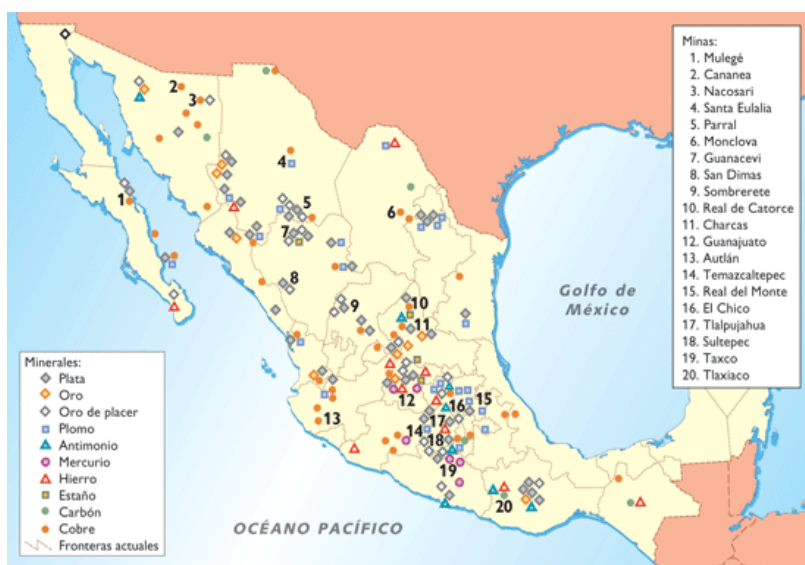 Minas:
1. Mulegé
2. Cananea
3. Nacosari
4. Santa Eulalia
5. Parral
6. Monclova
7. Guanacevi
8. San Dimas
9. Sombrerete
10. Real de Catorce
11. Charcas
12. Guanajuato
13. Autlán
14. Temazcaltepec
15. Real del Monte
16. El Chico
17. Tlalpujahua
18. Sultepec
19. Taxco
20. Tlaxiaco
2
3
4
1
5
6
7
8
9
10
11
Golfo de
México
12
13
14
15
16
17
18
19
20
Minerales:
Plata
Oro
Oro de placer
Plomo
Antimonio
Mercurio
Hierro
Estaño
Carbón
Cobre
Fronteras actuales
OCÉANO PACÍFICO